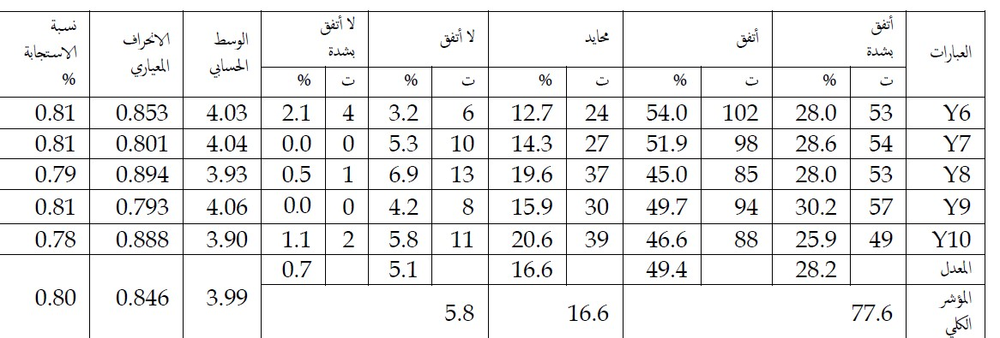 العبارات أتفق بشدة أتفق محايد لا أتفق لا أتفق بشدة الوسط الحسابي الانحراف المعياري نسبة الاستجابة %
ت % ت % ت % ت % ت %
Y6 53 28.0 102 54.0 24 12.7 6 3.2 4 2.1 4.03 0.853 0.81
Y7 54 28.6 98 51.9 27 14.3 10 5.3 0 0.0 4.04 0.801 0.81
Y8 53 28.0 85 45.0 37 19.6 13 6.9 1 0.5 3.93 0.894 0.79
Y9 57 30.2 94 49.7 30 15.9 8 4.2 0 0.0 4.06 0.793 0.81
Y10 49 25.9 88 46.6 39 20.6 11 5.8 2 1.1 3.90 0.888 0.78
المعدل 28.2 49.4 16.6 5.1 0.7
المؤشر الكلي 77.6 16.6 5.8 3.99 0.846 0.80